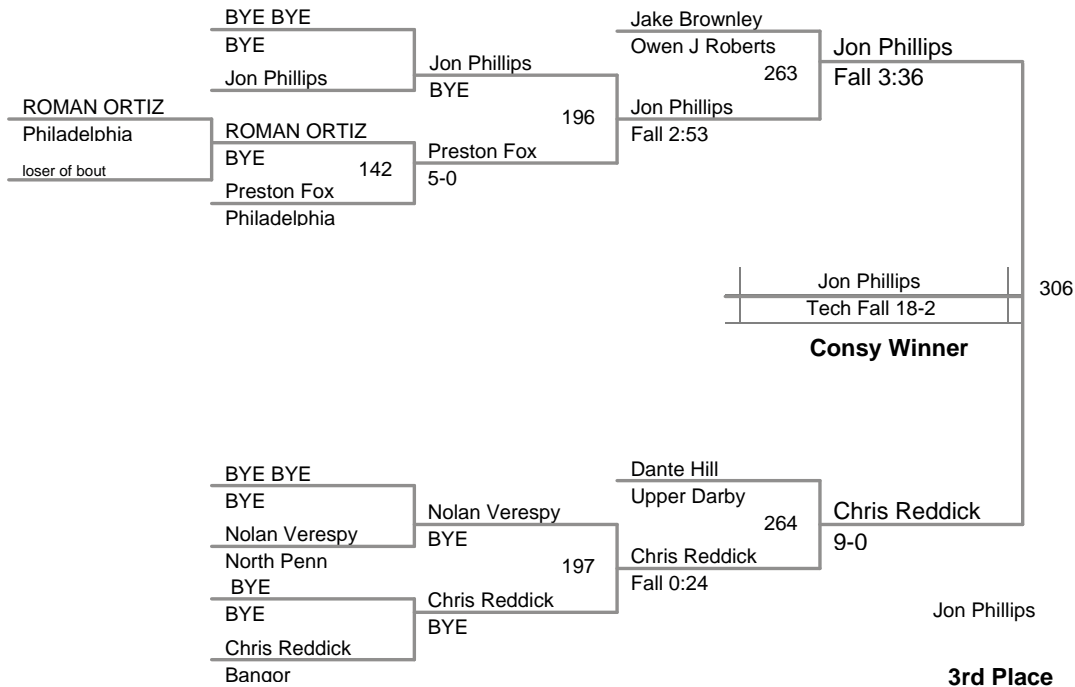 BYE BYE
BYE
Jon Phillips
ROMAN ORTIZ
Philadelphia
loser of bout
ROMAN ORTIZ
BYE
142
Preston Fox
Philadelphia
Jon Phillips
BYE
196
Preston Fox
5-0
Jake Brownley
Owen J Roberts
263
Jon Phillips
Fall 2:53
Jon Phillips
Fall 3:36
Jon Phillips
306
Tech Fall 18-2
Consy Winner
BYE BYE
BYE
Nolan Verespy
North Penn
BYE
BYE
Chris Reddick
Bangor
Nolan Verespy
BYE
197
Chris Reddick
BYE
Dante Hill
Upper Darby
264
Chris Reddick
Fall 0:24
Chris Reddick
9-0
Jon Phillips
3rd Place